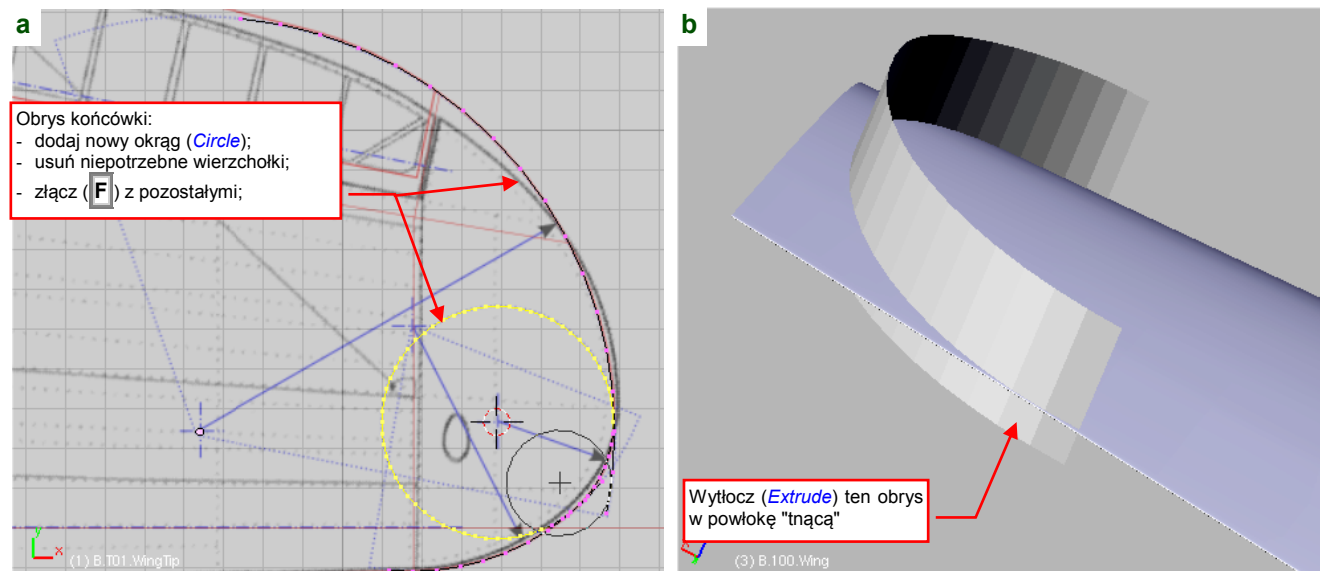 a
Obrys końcówki:
- dodaj nowy okrąg (Circle);
- usuń niepotrzebne wierzchołki;
- złącz (F) z pozostałymi;
y
x
(1) B.T01.WingTip
b
Wytłocz (Extrude) ten obrys
w powłokę "tnącą"
(3) B.100.Wing